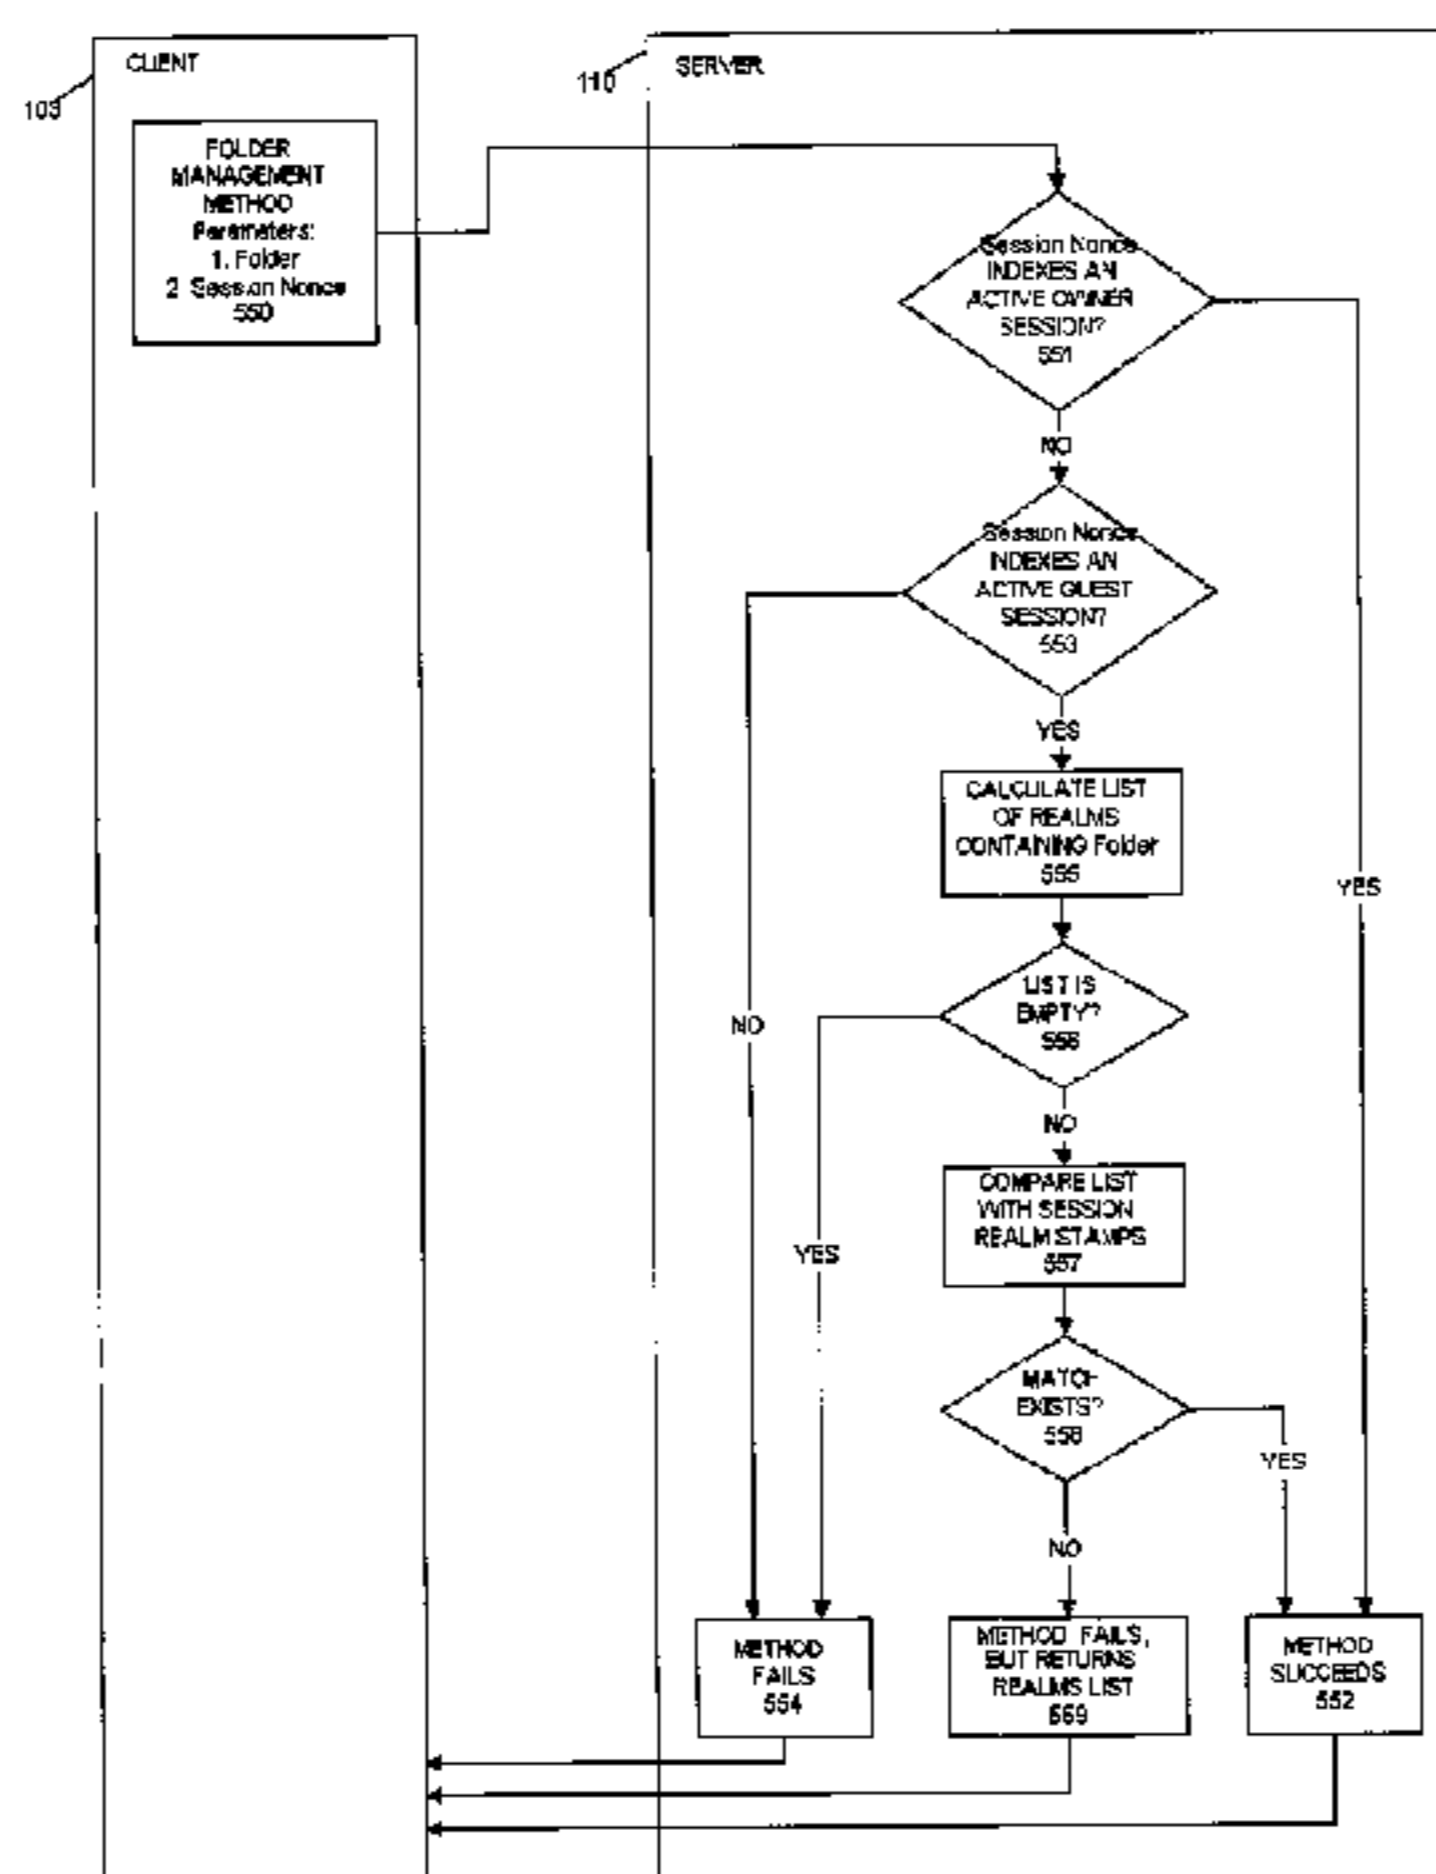 CLIENT
103
FOLDER
MANAGEMENT
METHOD
Parameters:
1. Folder
2 Session Nonce
550
110
SERVER
Session Nonce
INDEXES AN
ACTIVE OWNER
SESSION?
551
NO
Session Nonce
INDEXES AN
ACTIVE GUEST
SESSION?
553
YES
CALCULATE LIST
OF REALMS
CONTAINING Folder
555
YES
LIST IS
EMPTY?
556
NO
NO
COMPARE LIST
WITH SESSION
REALM STAMPS
557
YES
MATCH
EXISTS?
558
YES
NO
METHOD
FAILS
554
METHOD FAILS,
BUT RETURNS
REALMS LIST
559
METHOD
SUCCEEDS
552